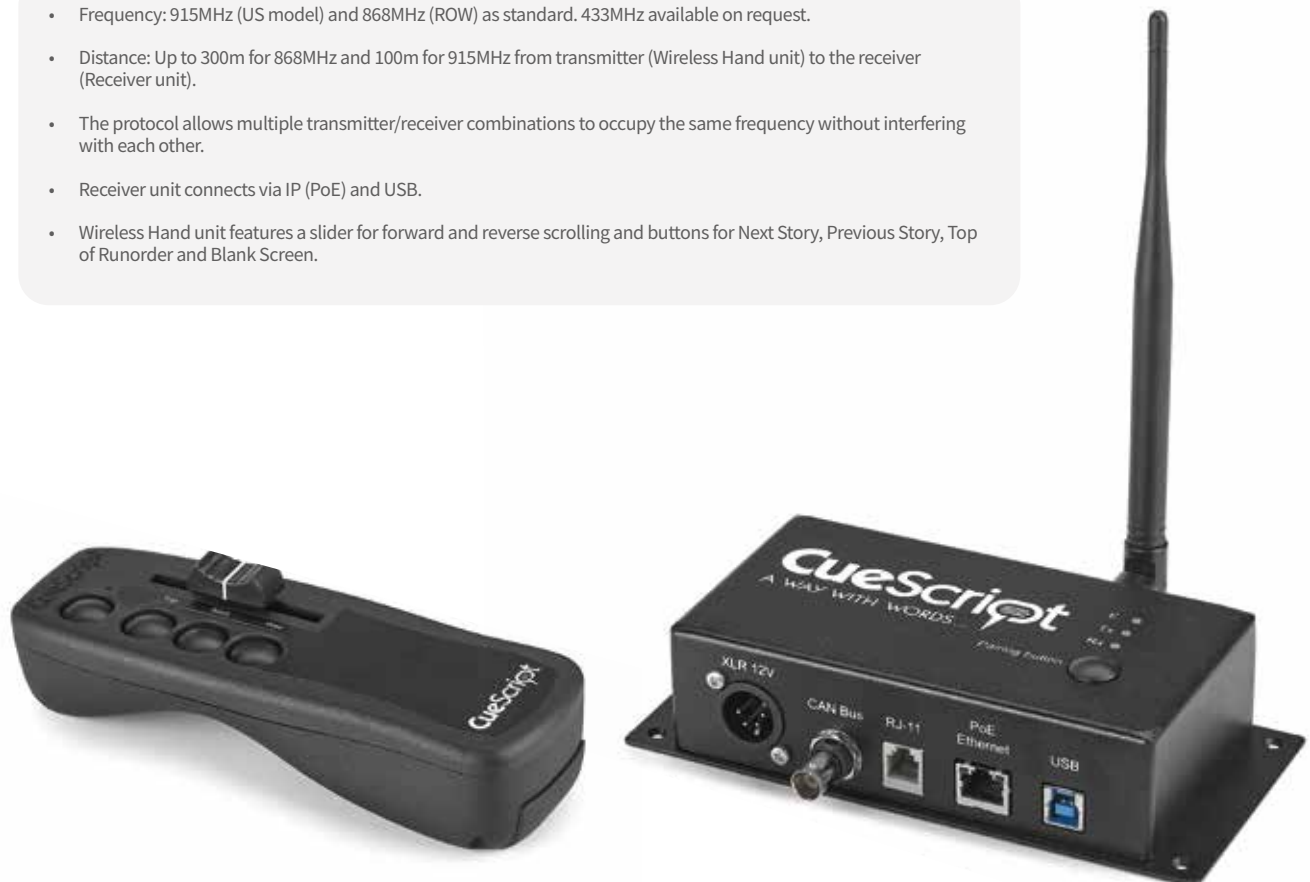 • Frequency: 915MHz (US model) and 868MHz (ROW) as standard. 433MHz available on request.
• Distance: Up to 300m for 868MHz and 100m for 915MHz from transmitter (Wireless Hand unit) to the receiver
(Receiver unit).
• The protocol allows multiple transmitter/receiver combinations to occupy the same frequency without interfering
with each other.
• Receiver unit connects via IP (PoE) and USB.
• Wireless Hand unit features a slider for forward and reverse scrolling and buttons for Next Story, Previous Story, Top
of Runorder and Blank Screen.
CueScript
CueScript
CueScript
A WAY WITH WORDS...
Tx
Rx
Pairing button
XLR 12V
CAN Bus
RJ-11
PoE
Ethernet
USB